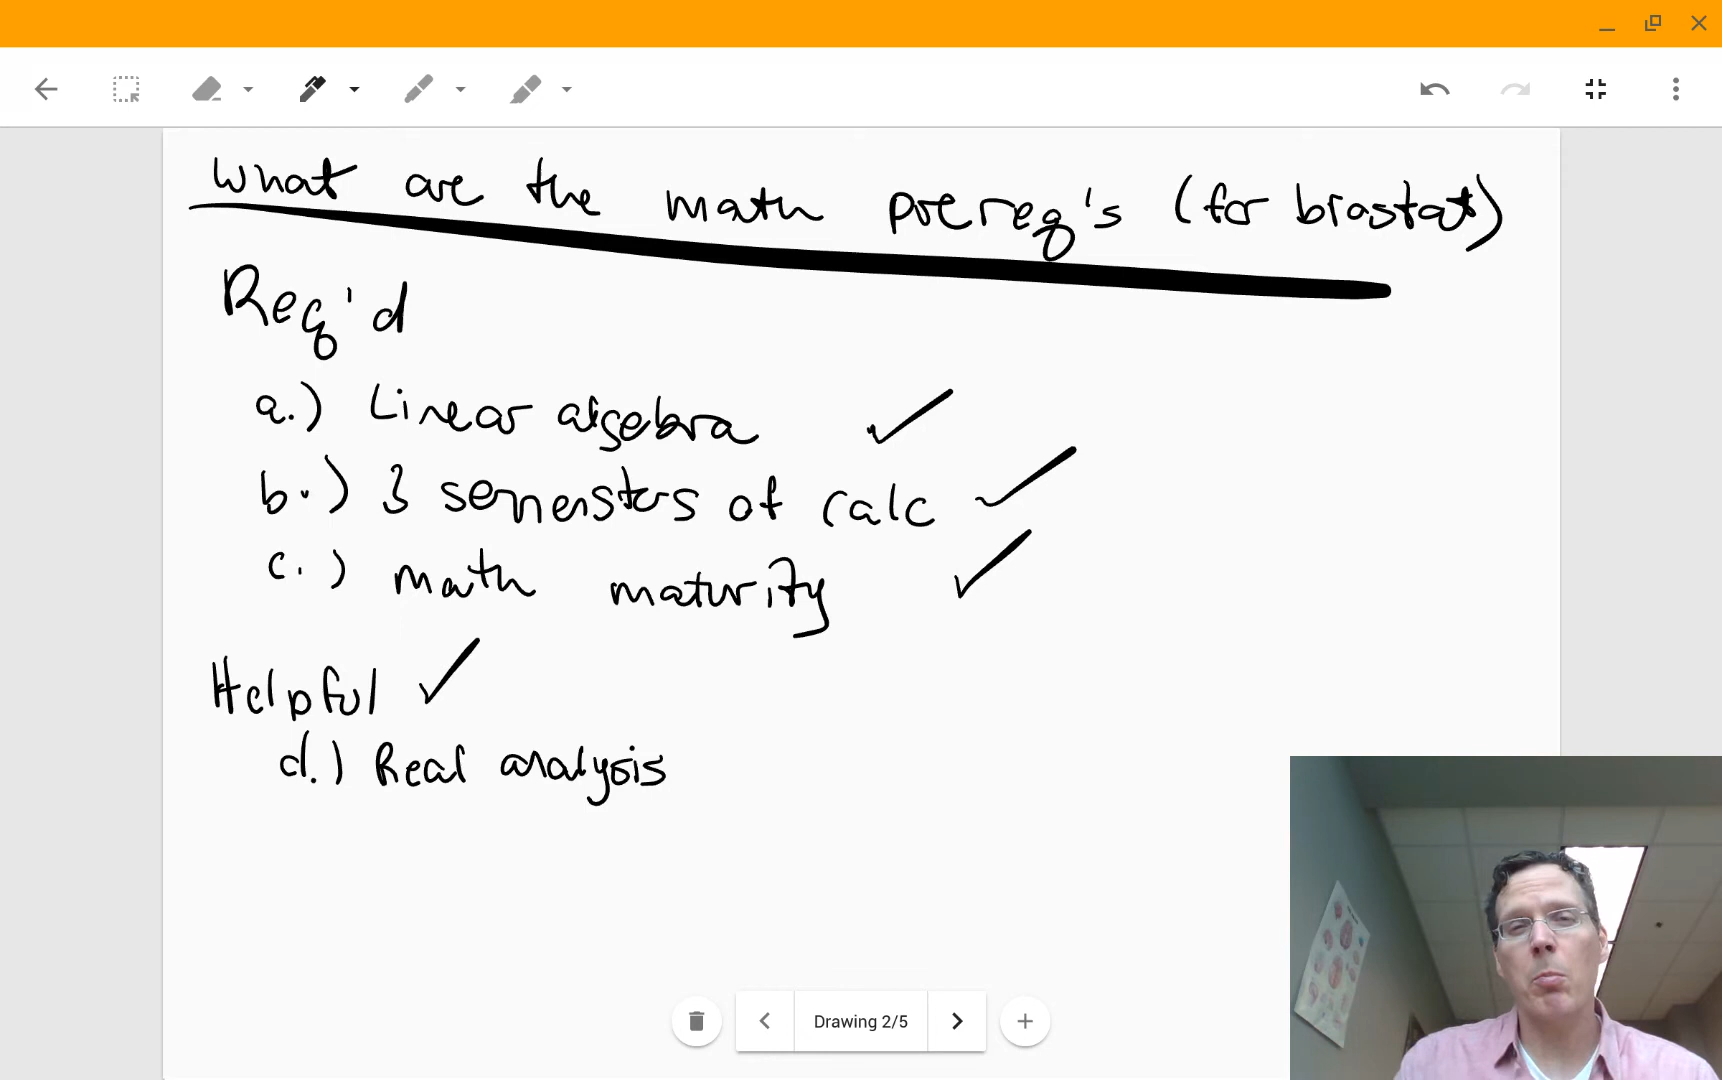 What are the math prereq's (for biostat)
Req'd
a.) Linear algebra ✓
b.) 3 semensters of calc ✓
c.) math maturity ✓
Helpful ✓
d.) Real analysis
Drawing 2/5